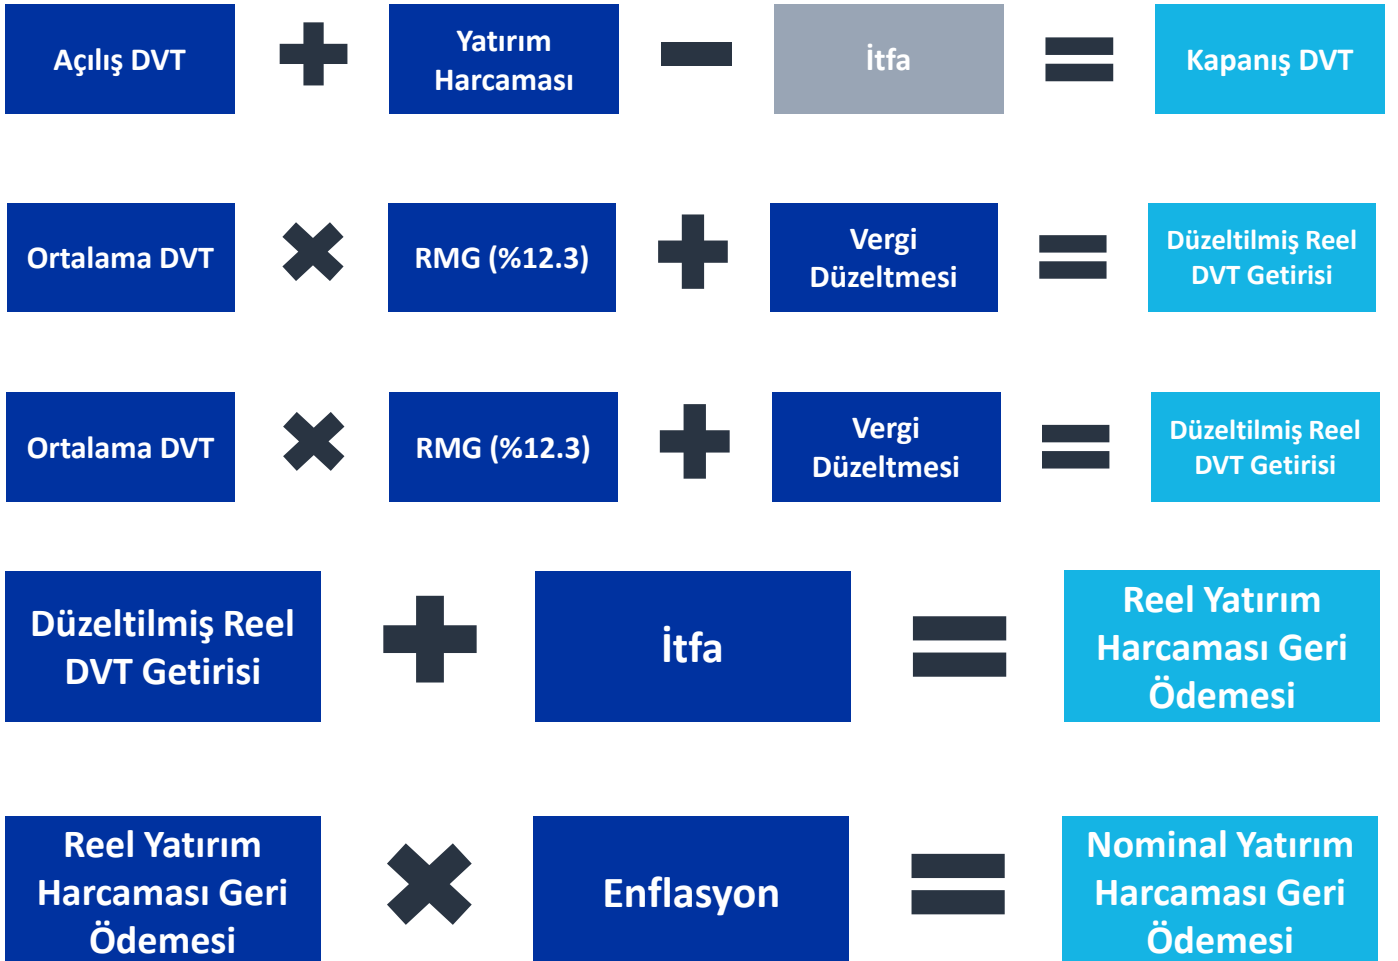 Açılış DVT
Yatırım
Harcaması
İtfa
Kapanış DVT
Ortalama DVT
RMG (%12.3)
Vergi
Düzeltmesi
Düzeltilmiş Reel
DVT Getirisi
Ortalama DVT
RMG (%12.3)
Vergi
Düzeltmesi
Düzeltilmiş Reel
DVT Getirisi
Düzeltilmiş Reel
DVT Getirisi
İtfa
Reel Yatırım
Harcaması Geri
Ödemesi
Reel Yatırım
Harcaması Geri
Ödemesi
Enflasyon
Nominal Yatırım
Harcaması Geri
Ödemesi